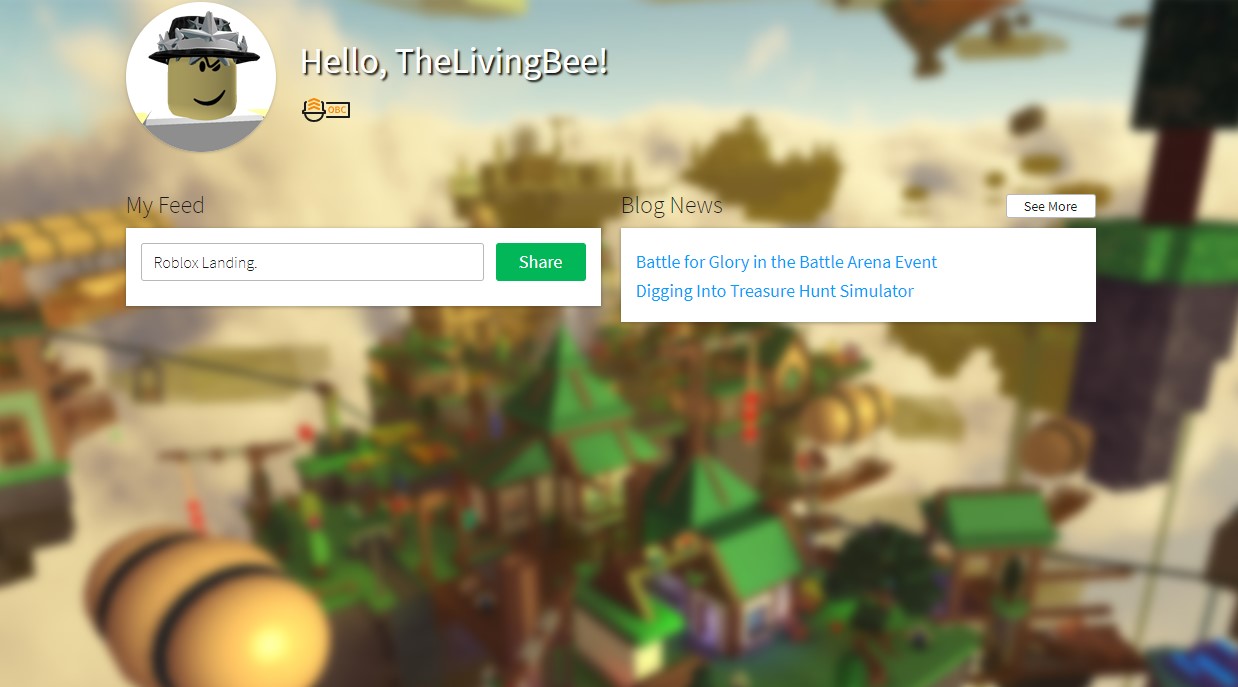 Hello, TheLivingBee!
OBC
My Feed
Roblox Landing.
Share
Blog News
See More
Battle for Glory in the Battle Arena Event
Digging Into Treasure Hunt Simulator